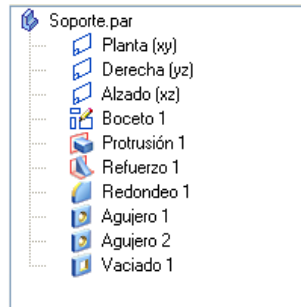 Soporte.par
Planta (xy)
Derecha (yz)
Alzado (xz)
Boceto 1
Protrusión 1
Refuerzo 1
Redondeo 1
Agujero 1
Agujero 2
Vaciado 1